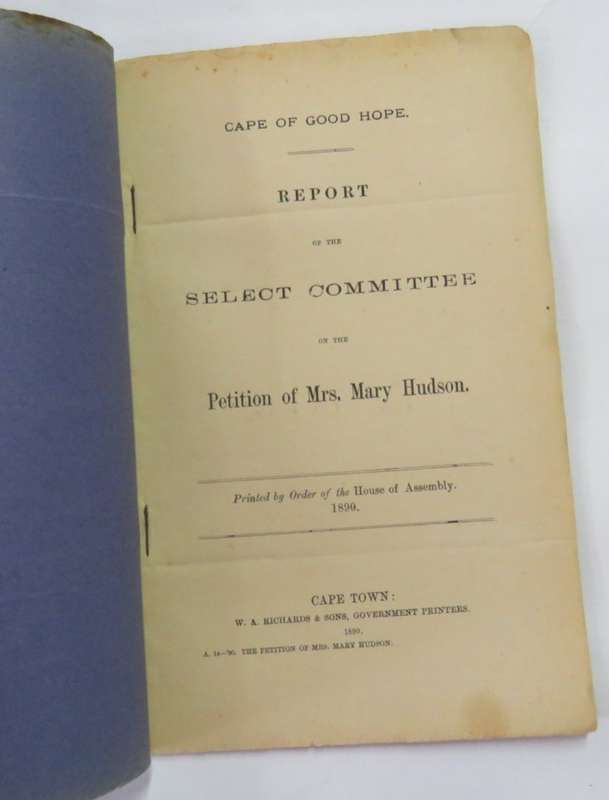 CAPE OF GOOD HOPE.
REPORT
OF THE
SELECT COMMITTEE
ON THE
Petition of Mrs. Mary Hudson.
Printed by Order of the House of Assembly.
1890.
CAPE TOWN:
W. A. RICHARDS & SONS, GOVERNMENT PRINTERS.
1890.
A. 14—'90. THE PETITION OF MRS. MARY HUDSON.